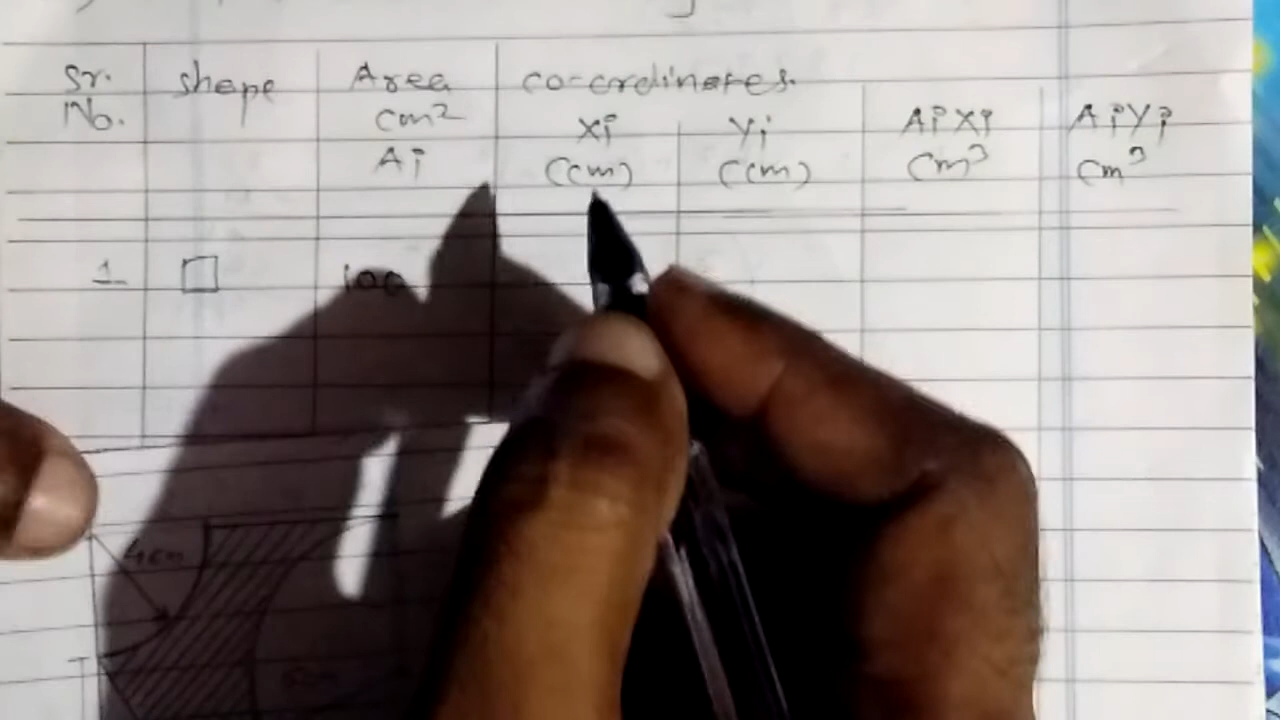 Sr. shape Area co-ordinates.
No. cm2 Xi Yi AiXi AiYi
Ai (cm) (cm) cm3 cm3
1 100
4cm